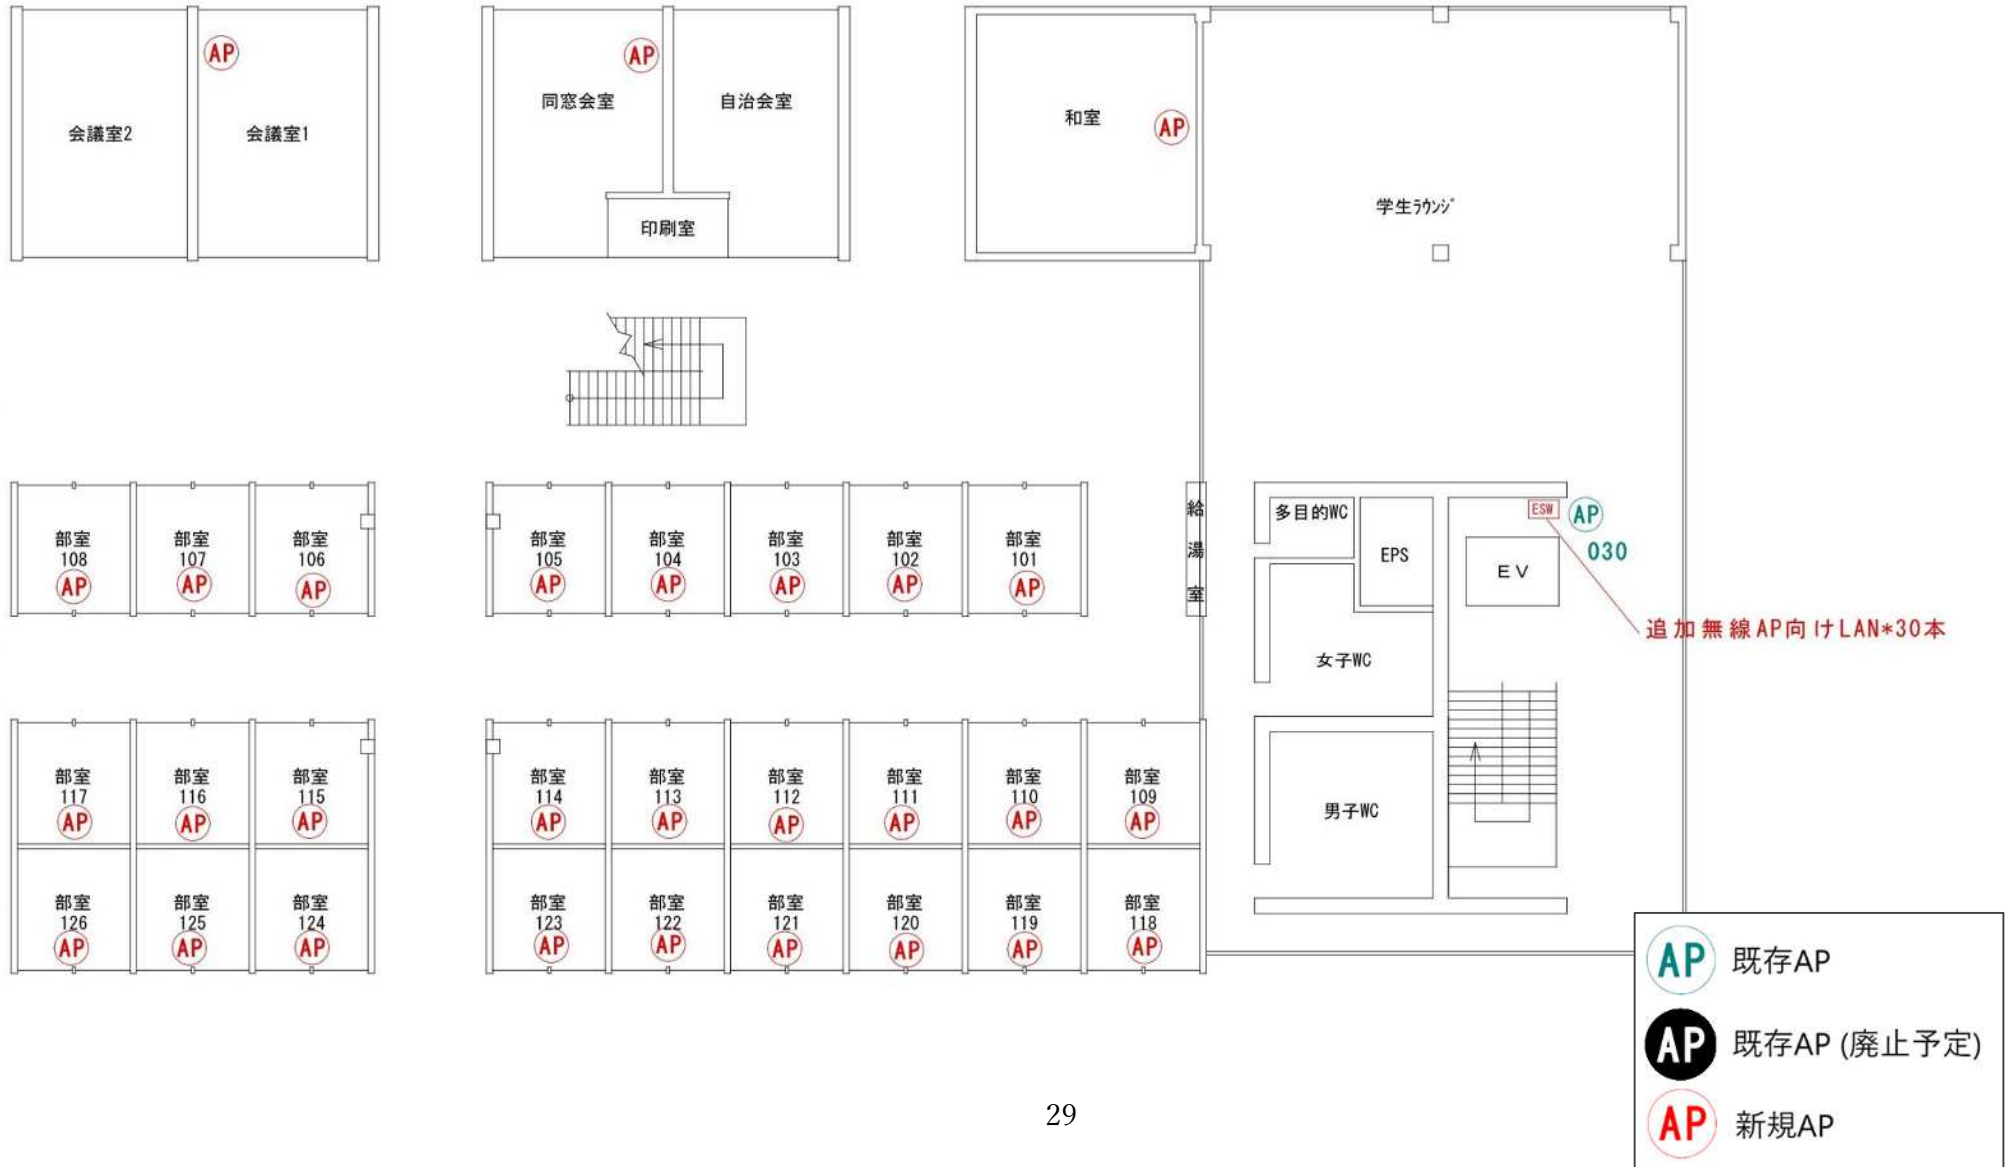 AP
AP
同窓会室
自治会室
和室
AP
会議室2
会議室1
学生ﾗｳﾝｼﾞ
印刷室
部室
108
AP
部室
107
AP
部室
106
AP
部室
105
AP
部室
104
AP
部室
103
AP
部室
102
AP
部室
101
AP
給湯室
多目的WC
EPS
EV
ESW
AP
030
追加無線AP向けLAN*30本
女子WC
男子WC
部室
117
AP
部室
116
AP
部室
115
AP
部室
114
AP
部室
113
AP
部室
112
AP
部室
111
AP
部室
110
AP
部室
109
AP
部室
126
AP
部室
125
AP
部室
124
AP
部室
123
AP
部室
122
AP
部室
121
AP
部室
120
AP
部室
119
AP
部室
118
AP
AP 既存AP
AP 既存AP (廃止予定)
AP 新規AP
29